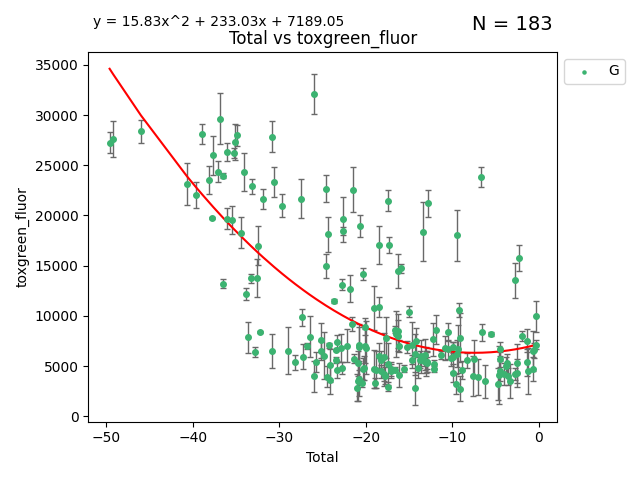 y = 15.83x^2 + 233.03x + 7189.05
N = 183
Total vs toxgreen_fluor
G
35000
30000
25000
20000
15000
10000
5000
0
toxgreen_fluor
−50
−40
−30
−20
−10
0
Total